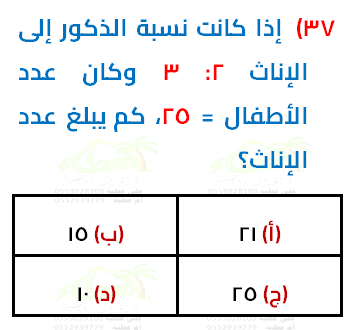 ٣٧) إذا كانت نسبة الذكور إلى
الإناث ٢: ٣ وكان عدد
الأطفال = ٢٥، كم يبلغ عدد
الإناث؟
(أ) ٢١
(ب) ١٥
(ج) ٢٥
(د) ١٠